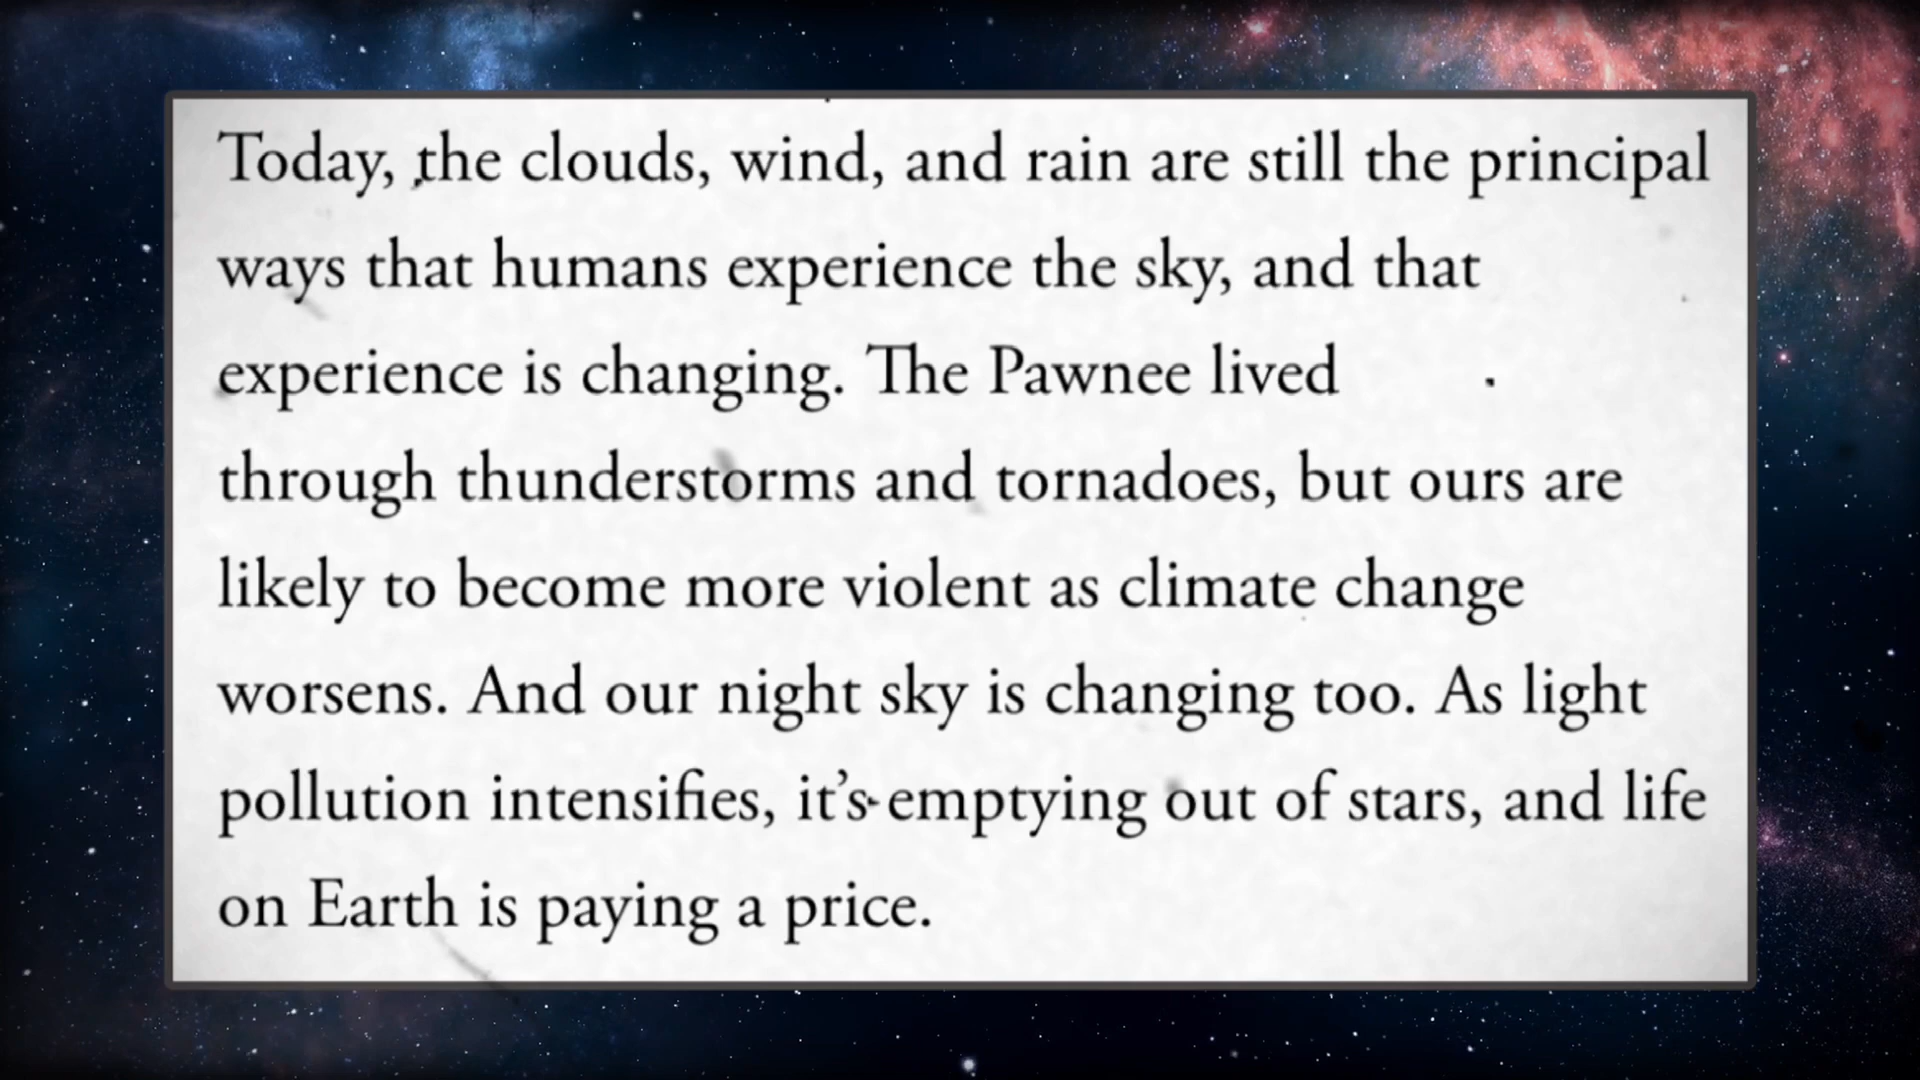 Today, the clouds, wind, and rain are still the principal
ways that humans experience the sky, and that
experience is changing. The Pawnee lived
through thunderstorms and tornadoes, but ours are
likely to become more violent as climate change
worsens. And our night sky is changing too. As light
pollution intensifies, it’s emptying out of stars, and life
on Earth is paying a price.